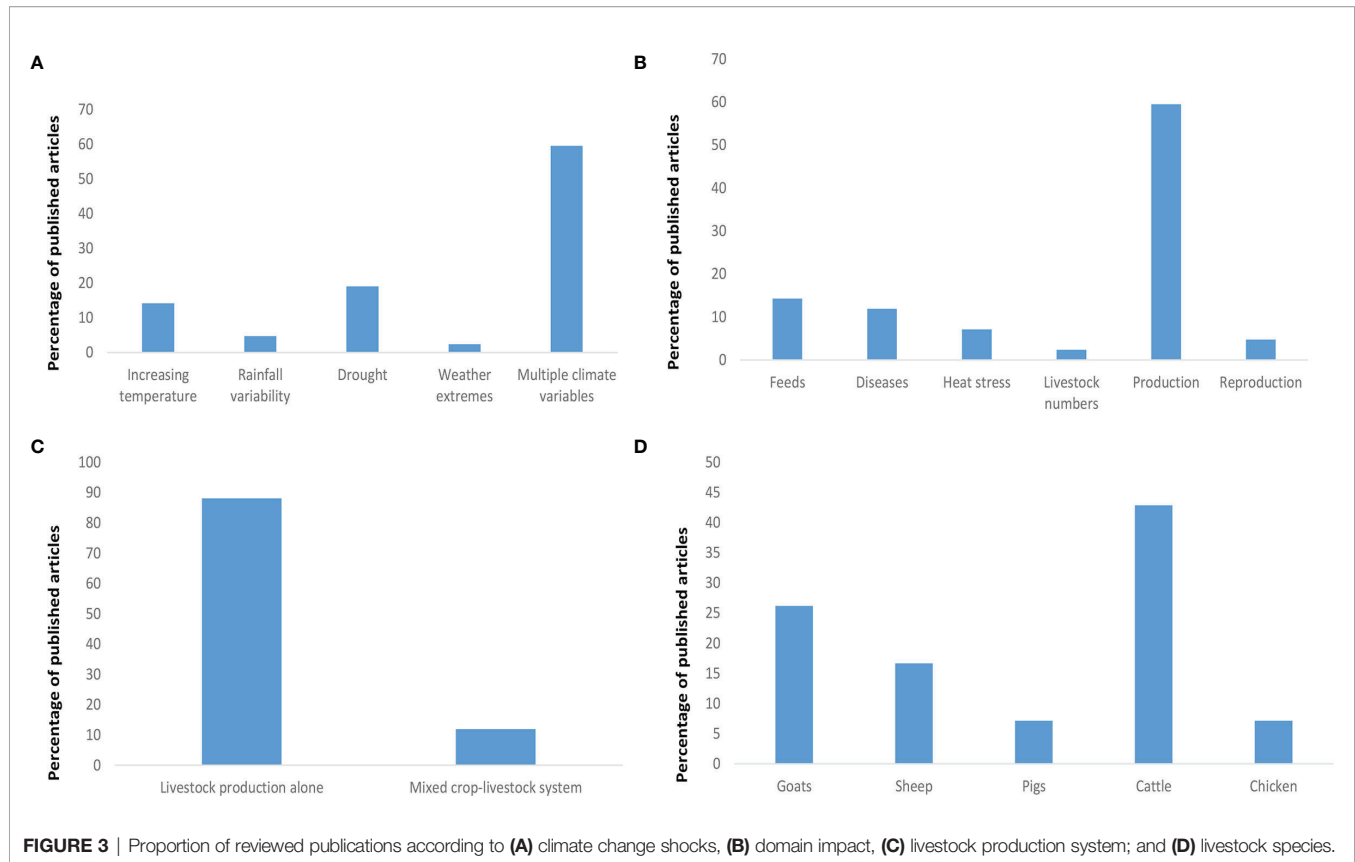 A
Percentage of published articles
70
60
50
40
30
20
10
0
Increasing temperature
Rainfall variability
Drought
Weather extremes
Multiple climate variables
B
Percentage of published articles
70
60
50
40
30
20
10
0
Feeds
Diseases
Heat stress
Livestock numbers
Production
Reproduction
C
Percentage of published articles
100
90
80
70
60
50
40
30
20
10
0
Livestock production alone
Mixed crop-livestock system
D
Percentage of published articles
50
45
40
35
30
25
20
15
10
5
0
Goats
Sheep
Pigs
Cattle
Chicken
FIGURE 3 | Proportion of reviewed publications according to (A) climate change shocks, (B) domain impact, (C) livestock production system; and (D) livestock species.